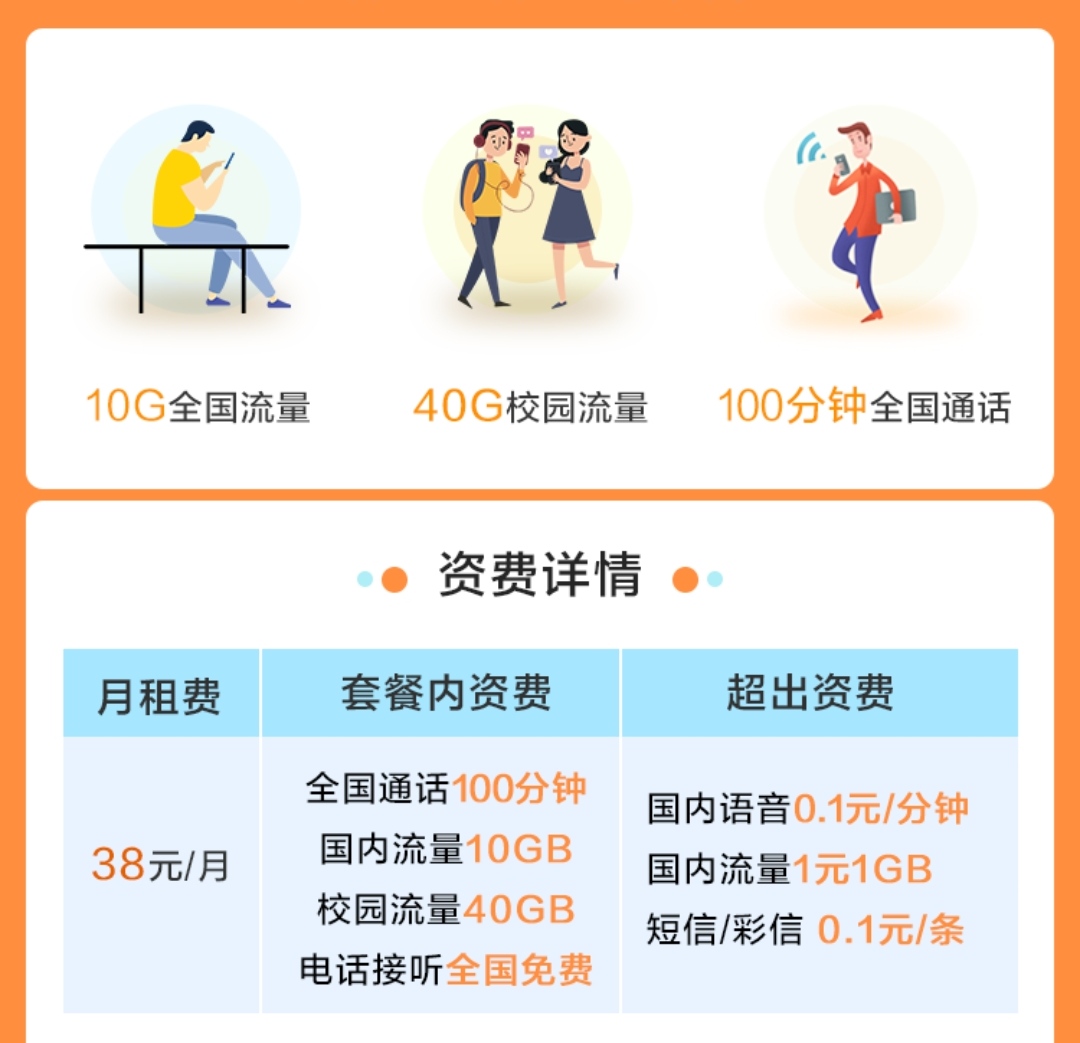 10G全国流量
40G校园流量
100分钟全国通话
资费详情
月租费
套餐内资费
超出资费
38元/月
全国通话100分钟
国内流量10GB
校园流量40GB
电话接听全国免费
国内语音0.1元/分钟
国内流量1元1GB
短信/彩信 0.1元/条